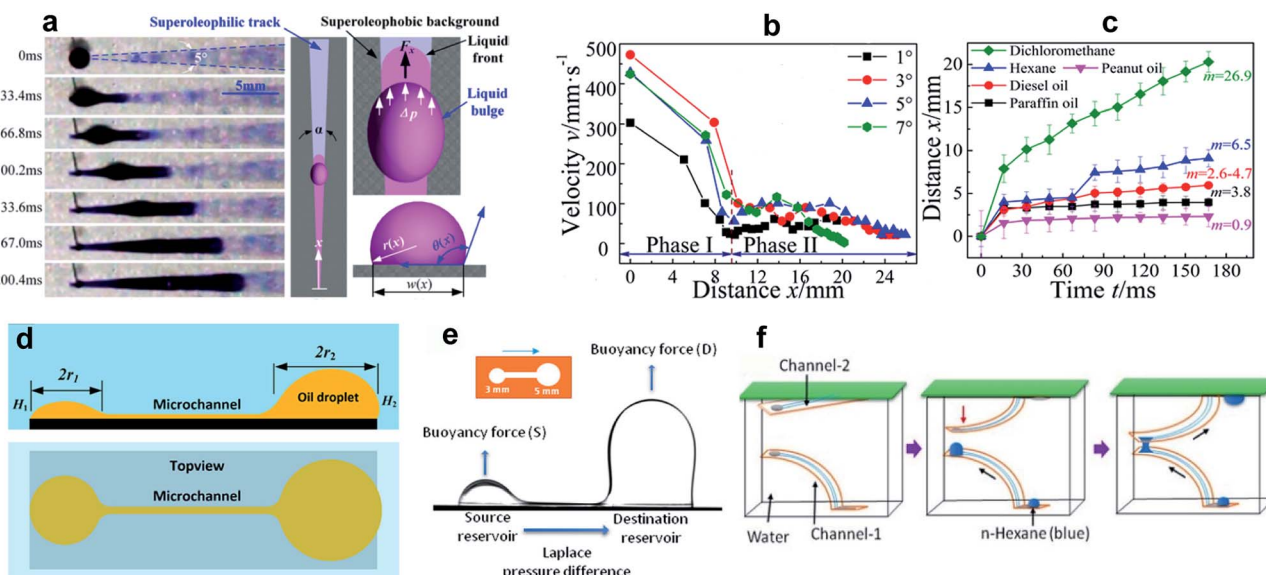 a
Superoleophilic track
Superoleophobic background
0ms
5°
5mm
33.4ms
66.8ms
00.2ms
33.6ms
67.0ms
00.4ms
α
x
Fx
Liquid
front
Liquid
bulge
Δp
r(x)
θ(x)
w(x)
b
Velocity v/mm·s⁻¹
500
400
300
200
100
0
1°
3°
5°
7°
Phase I
Phase II
0 4 8 12 16 20 24
Distance x/mm
c
Distance x/mm
20
15
10
5
0
Dichloromethane
Hexane
Peanut oil
Diesel oil
Paraffin oil
m=26.9
m=6.5
m=2.6-4.7
m=3.8
m=0.9
0 30 60 90 120 150 180
Time t/ms
d
2r₁
2r₂
H₁
Microchannel
Oil droplet
H₂
Topview
Microchannel
e
3 mm
5 mm
Buoyancy force (D)
Buoyancy force (S)
Source
reservoir
Destination
reservoir
Laplace
pressure difference
f
Channel-2
Water
Channel-1
n-Hexane (blue)